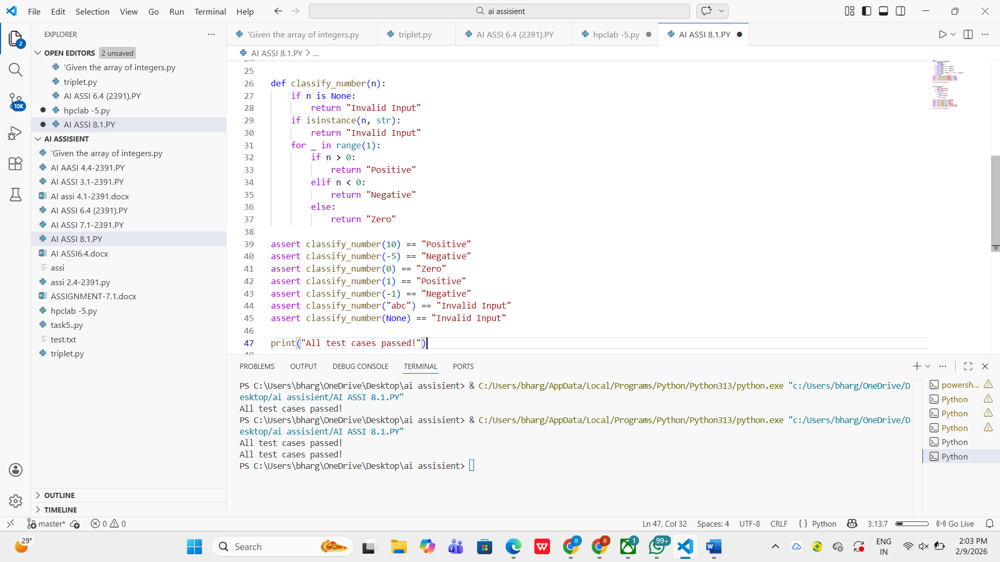 File Edit Selection View Go Run Terminal Help
ai assisient
EXPLORER
OPEN EDITORS 2 unsaved
'Given the array of integers.py
triplet.py
AI ASSI 6.4 (2391).PY
hpclab -5.py
AI ASSI 8.1.PY
AI ASSISIENT
'Given the array of integers.py
AI AASI 4.4-2391.PY
AI ASSI 3.1-2391.PY
AI assi 4.1-2391.docx
AI ASSI 6.4 (2391).PY
AI ASSI 7.1-2391.PY
AI ASSI 8.1.PY
AI ASSI6.4.docx
assi
assi 2.4-2391.py
ASSIGNMENT-7.1.docx
hpclab -5.py
task5..py
test.txt
triplet.py
OUTLINE
TIMELINE
2
10K
'Given the array of integers.py triplet.py AI ASSI 6.4 (2391).PY hpclab -5.py AI ASSI 8.1.PY
AI ASSI 8.1.PY > ...
24
25
26 def classify_number(n):
27 if n is None:
28 return "Invalid Input"
29 if isinstance(n, str):
30 return "Invalid Input"
31 for _ in range(1):
32 if n > 0:
33 return "Positive"
34 elif n < 0:
35 return "Negative"
36 else:
37 return "Zero"
38
39 assert classify_number(10) == "Positive"
40 assert classify_number(-5) == "Negative"
41 assert classify_number(0) == "Zero"
42 assert classify_number(1) == "Positive"
43 assert classify_number(-1) == "Negative"
44 assert classify_number("abc") == "Invalid Input"
45 assert classify_number(None) == "Invalid Input"
46
47 print("All test cases passed!")
48
PROBLEMS OUTPUT DEBUG CONSOLE TERMINAL PORTS
PS C:\Users\bharg\OneDrive\Desktop\ai assisient> & C:/Users/bharg/AppData/Local/Programs/Python/Python313/python.exe "c:/Users/bharg/OneDrive/D
esktop/ai assisient/AI ASSI 8.1.PY"
All test cases passed!
PS C:\Users\bharg\OneDrive\Desktop\ai assisient> & C:/Users/bharg/AppData/Local/Programs/Python/Python313/python.exe "c:/Users/bharg/OneDrive/D
esktop/ai assisient/AI ASSI 8.1.PY"
All test cases passed!
All test cases passed!
PS C:\Users\bharg\OneDrive\Desktop\ai assisient>
powersh...
Python
Python
Python
Python
Python
master* 0 0 Ln 47, Col 32 Spaces: 4 UTF-8 CRLF { } Python 3.13.7 Go Live
29°
Search
B
B
1
99+
ENG
IN
2:03 PM
2/9/2026